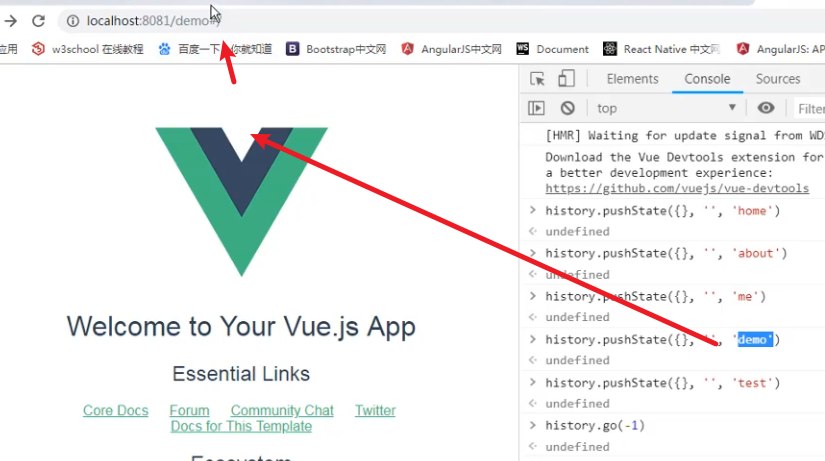 localhost:8081/demo#/
应用 w3school 在线教程 百度一下，你就知道 Bootstrap中文网 AngularJS中文网 Document React Native 中文网 AngularJS: AP
Elements Console Sources
top Filter
[HMR] Waiting for update signal from WD
Download the Vue Devtools extension for
a better development experience:
https://github.com/vuejs/vue-devtools
> history.pushState({}, '', 'home')
< undefined
> history.pushState({}, '', 'about')
< undefined
> history.pushState({}, '', 'me')
< undefined
> history.pushState({}, '', 'demo')
< undefined
> history.pushState({}, '', 'test')
< undefined
> history.go(-1)
< undefined
Welcome to Your Vue.js App
Essential Links
Core Docs Forum Community Chat Twitter
Docs for This Template
Ecosystem